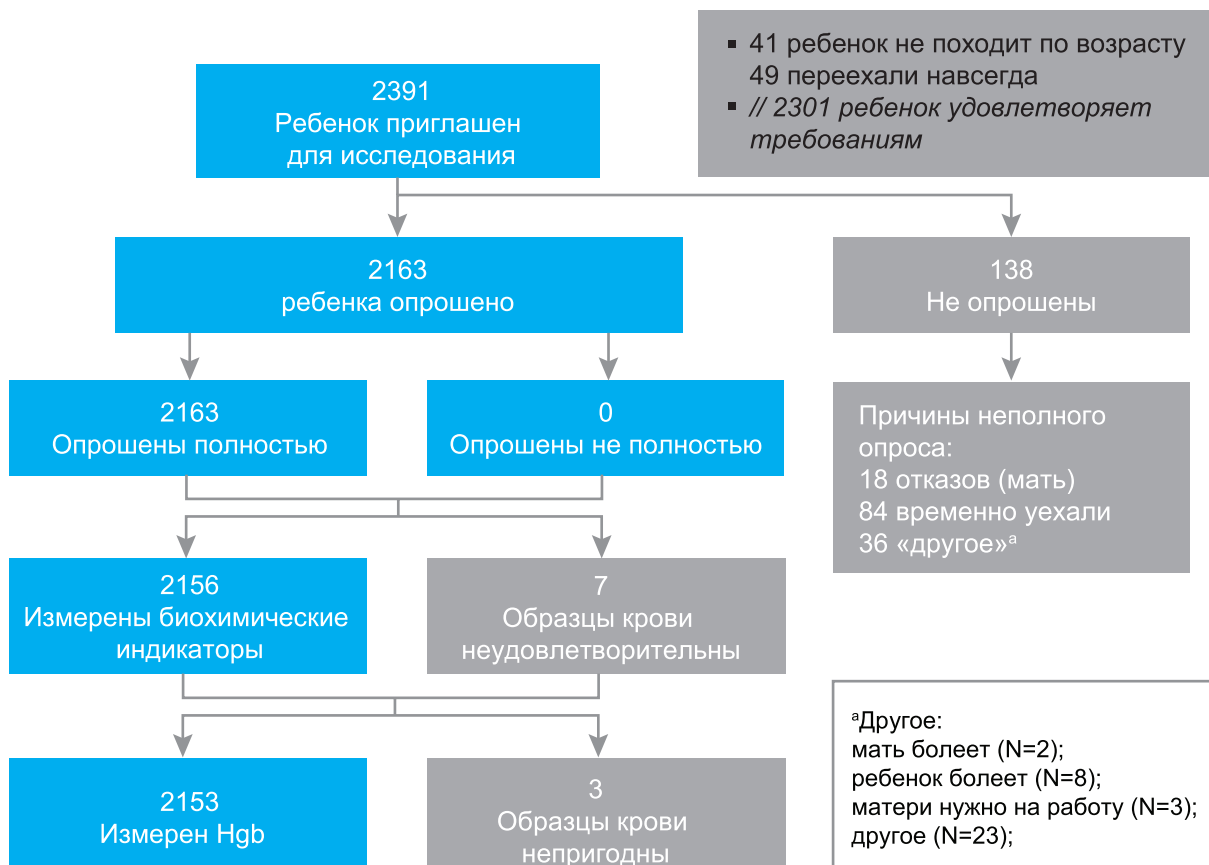 2391
Ребенок приглашен
для исследования
▪ 41 ребенок не походит по возрасту
49 переехали навсегда
▪ // 2301 ребенок удовлетворяет
требованиям
2163
ребенка опрошено
138
Не опрошены
2163
Опрошены полностью
0
Опрошены не полностью
Причины неполного
опроса:
18 отказов (мать)
84 временно уехали
36 «другое»ᵃ
2156
Измерены биохимические
индикаторы
7
Образцы крови
неудовлетворительны
2153
Измерен Hgb
3
Образцы крови
непригодны
ᵃДругое:
мать болеет (N=2);
ребенок болеет (N=8);
матери нужно на работу (N=3);
другое (N=23);